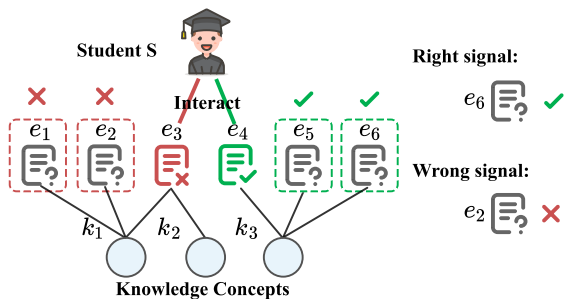 Student S
Interact
e1 e2 e3 e4 e5 e6
k1 k2 k3
Knowledge Concepts
Right signal:
e6
Wrong signal:
e2